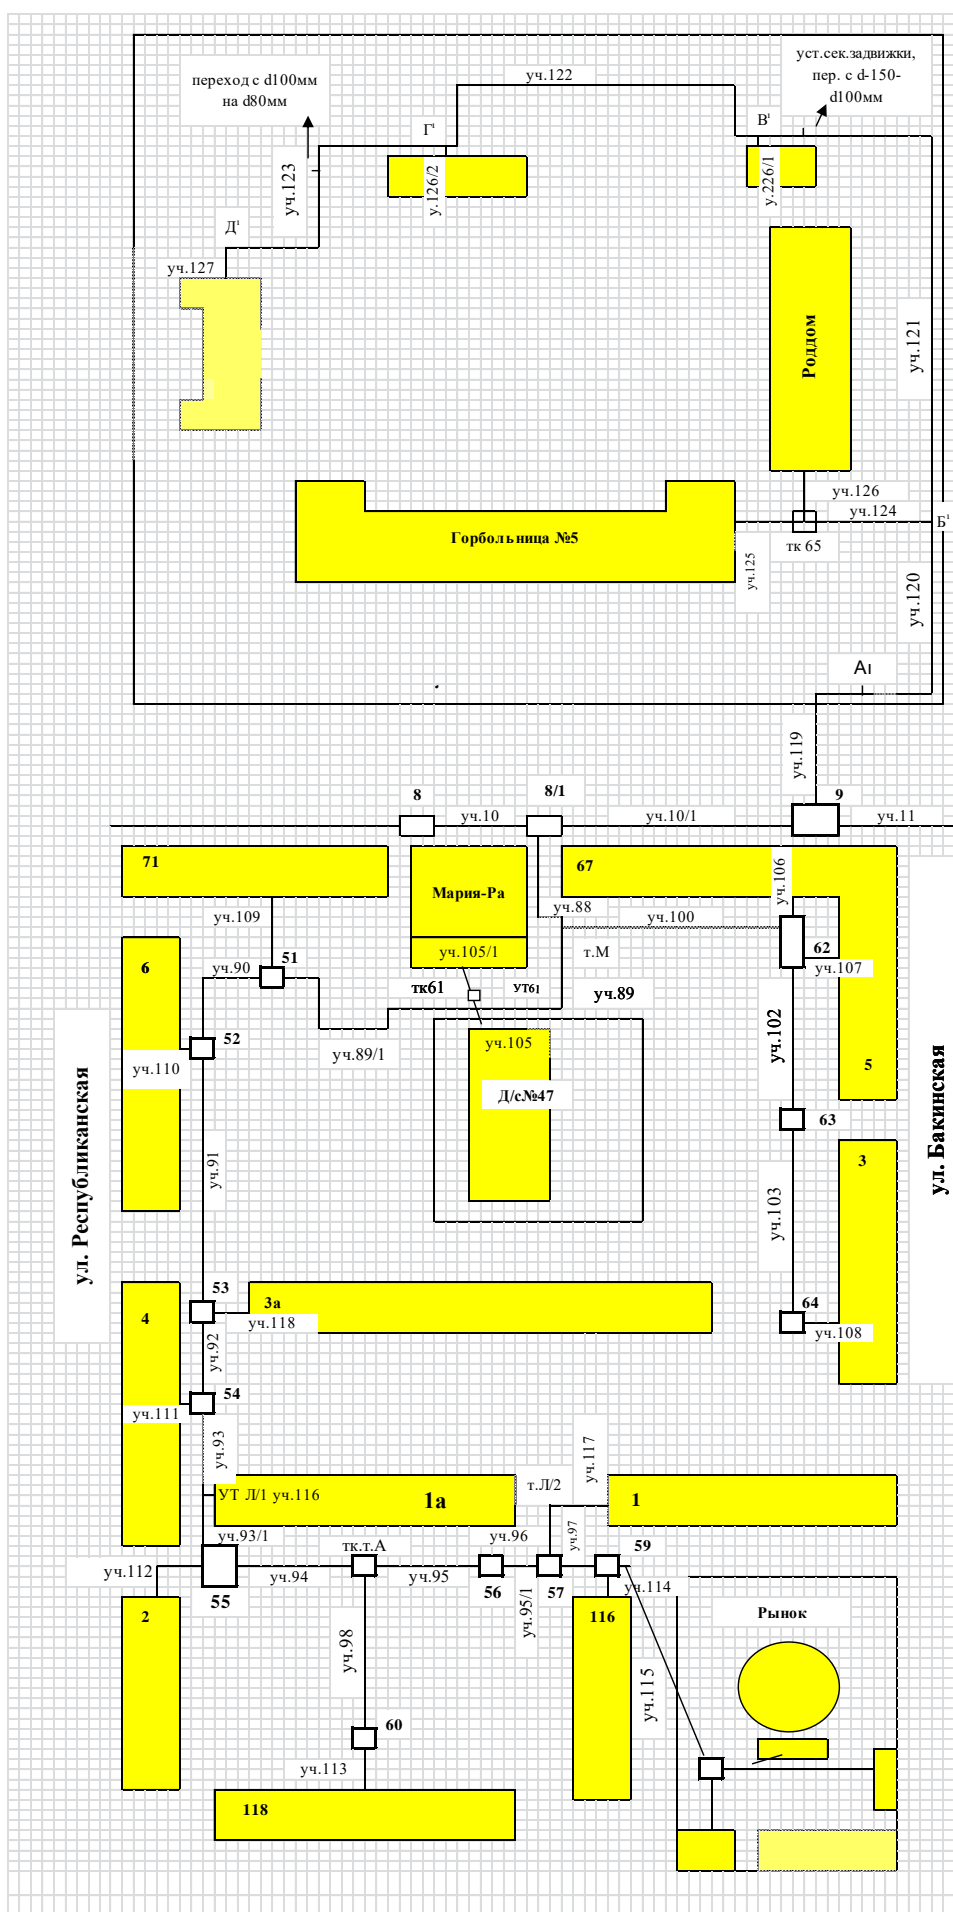 уст.сек.задвижки,
пер. с d-150-
d100мм
переход с d100мм
на d80мм
уч.122
Г¹
В¹
уч.123
у.126/2
у.226/1
Д¹
уч.127
Роддом
уч.121
уч.126
уч.124
Б¹
Горбольница №5
тк 65
уч.125
уч.120
А1
уч.119
8
8/1
9
уч.10
уч.10/1
уч.11
71
67
уч.106
Мария-Ра
уч.109
уч.88
уч.100
6
уч.90
51
уч.105/1
т.М
62
уч.107
тк61
УТ61
уч.89
52
уч.102
уч.110
уч.89/1
уч.105
5
Д/с№47
63
ул. Республиканская
ул. Бакинская
уч.91
3
уч.103
53
3а
64
4
уч.118
уч.108
уч.92
54
уч.111
уч.93
уч.117
УТ Л/1 уч.116
1а
т.Л/2
1
уч.93/1
тк.т.А
уч.96
уч.97
59
уч.112
уч.94
уч.95
56
57
уч.114
55
уч.95/1
2
116
Рынок
уч.98
уч.115
60
уч.113
118